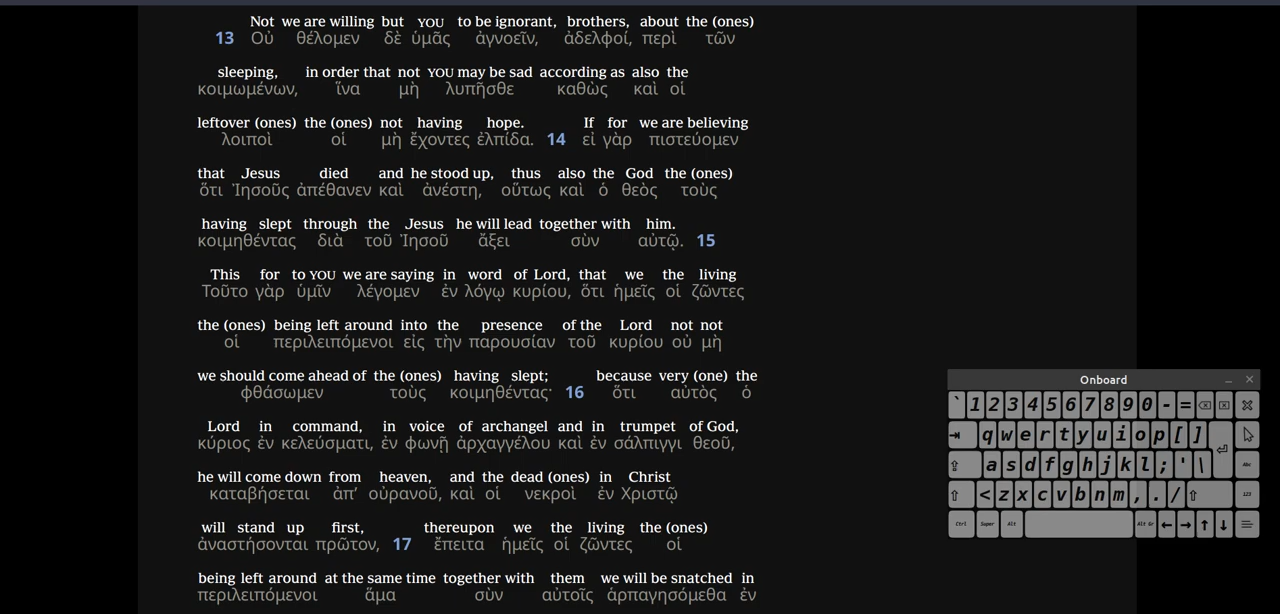 Not we are willing but YOU to be ignorant, brothers, about the (ones)
13 Οὐ θέλομεν δὲ ὑμᾶς ἀγνοεῖν, ἀδελφοί, περὶ τῶν
sleeping, in order that not YOU may be sad according as also the
κοιμωμένων, ἵνα μὴ λυπῆσθε καθὼς καὶ οἱ
leftover (ones) the (ones) not having hope. If for we are believing
λοιποὶ οἱ μὴ ἔχοντες ἐλπίδα. 14 εἰ γὰρ πιστεύομεν
that Jesus died and he stood up, thus also the God the (ones)
ὅτι Ἰησοῦς ἀπέθανεν καὶ ἀνέστη, οὕτως καὶ ὁ θεὸς τοὺς
having slept through the Jesus he will lead together with him.
κοιμηθέντας διὰ τοῦ Ἰησοῦ ἄξει σὺν αὐτῷ. 15
This for to YOU we are saying in word of Lord, that we the living
Τοῦτο γὰρ ὑμῖν λέγομεν ἐν λόγῳ κυρίου, ὅτι ἡμεῖς οἱ ζῶντες
the (ones) being left around into the presence of the Lord not not
οἱ περιλειπόμενοι εἰς τὴν παρουσίαν τοῦ κυρίου οὐ μὴ
we should come ahead of the (ones) having slept; because very (one) the
φθάσωμεν τοὺς κοιμηθέντας· 16 ὅτι αὐτὸς ὁ
Lord in command, in voice of archangel and in trumpet of God,
κύριος ἐν κελεύσματι, ἐν φωνῇ ἀρχαγγέλου καὶ ἐν σάλπιγγι θεοῦ,
he will come down from heaven, and the dead (ones) in Christ
καταβήσεται ἀπ’ οὐρανοῦ, καὶ οἱ νεκροὶ ἐν Χριστῷ
will stand up first, thereupon we the living the (ones)
ἀναστήσονται πρῶτον, 17 ἔπειτα ἡμεῖς οἱ ζῶντες οἱ
being left around at the same time together with them we will be snatched in
περιλειπόμενοι ἅμα σὺν αὐτοῖς ἁρπαγησόμεθα ἐν
Onboard
` 1 2 3 4 5 6 7 8 9 0 - =
q w e r t y u i o p [ ]
a s d f g h j k l ; ' \ Abc
< z x c v b n m , . / 123
Ctrl Super Alt Alt Gr